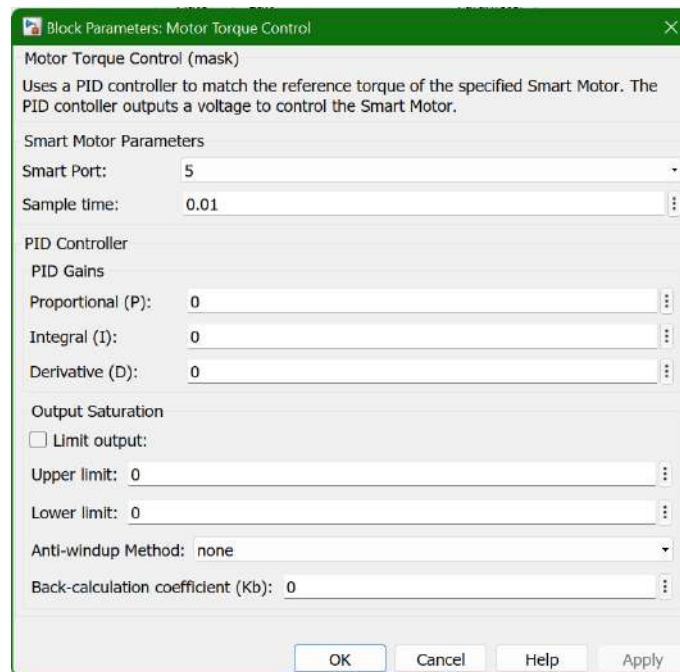 Block Parameters: Motor Torque Control
Motor Torque Control (mask)
Uses a PID controller to match the reference torque of the specified Smart Motor. The
PID contoller outputs a voltage to control the Smart Motor.
Smart Motor Parameters
Smart Port: 5
Sample time: 0.01
PID Controller
PID Gains
Proportional (P): 0
Integral (I): 0
Derivative (D): 0
Output Saturation
Limit output:
Upper limit: 0
Lower limit: 0
Anti-windup Method: none
Back-calculation coefficient (Kb): 0
OK Cancel Help Apply